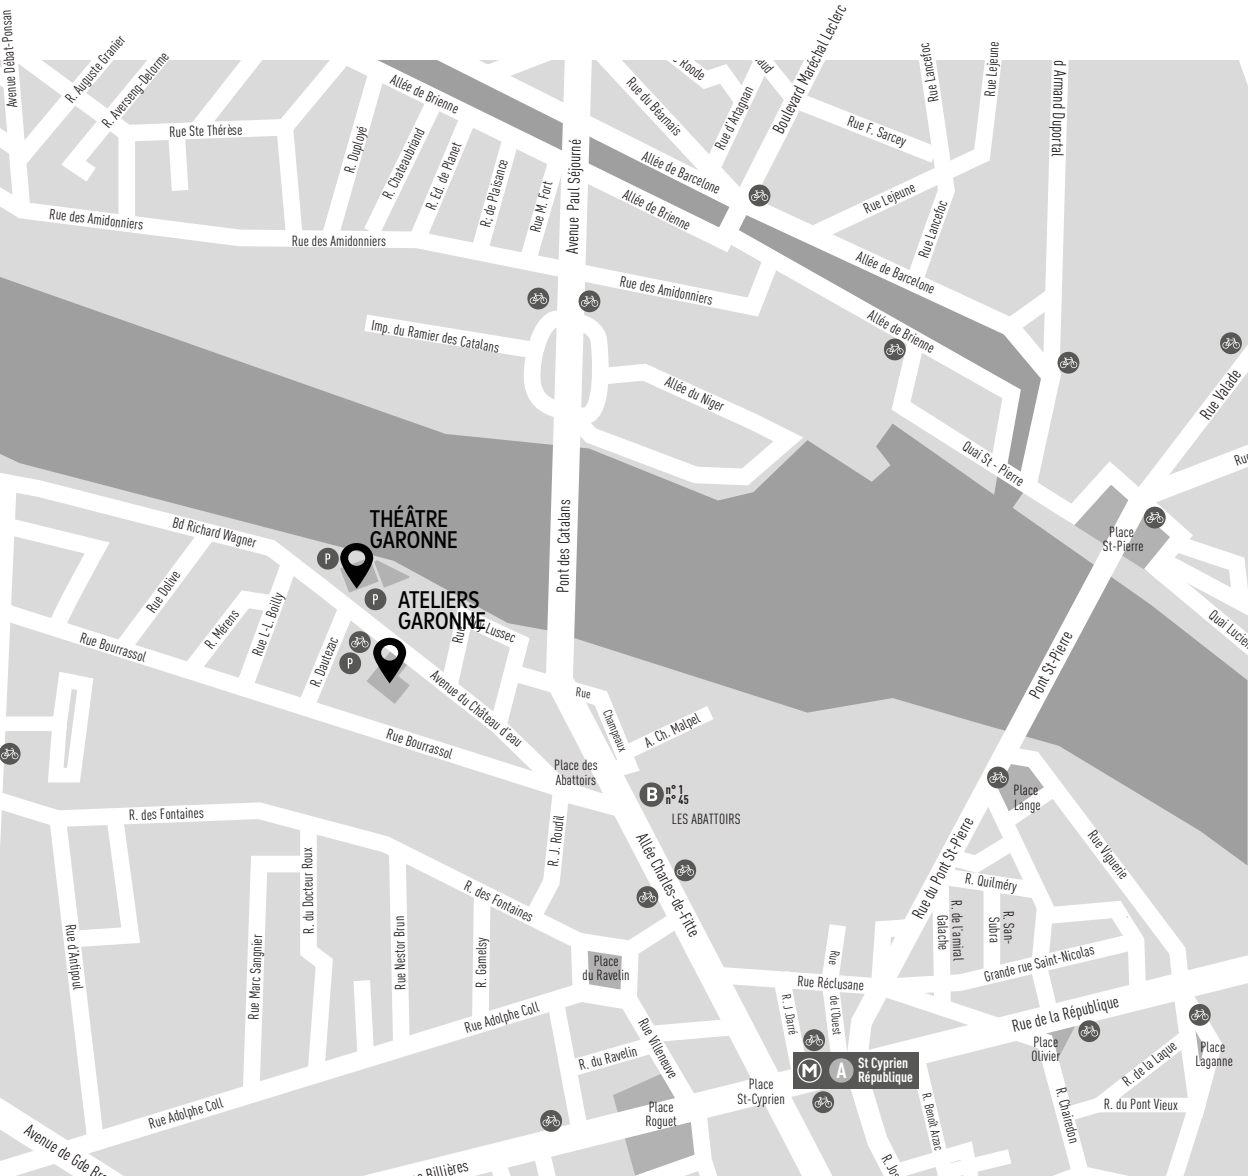 Avenue Débat-Ponsan
R. Auguste Granier
R. Averseng-Delorme
Rue Ste Thérèse
Rue des Amidonniers
Rue des Amidonniers
R. Duployé
Allée de Brienne
R. Chateaubriand
R. Ed. de Planet
R; de Plaisance
Rue M. Fort
Avenue Paul Séjourné
Roode
Rue du Béarnais
Rue d'Artagnan
Boulevard Maréchal Leclerc
Rue F. Sarcey
Rue Lancefoc
Rue Lejeune
d Armand Duportal
Allée de Barcelone
Allée de Brienne
Rue Lejeune
Rue Lancefoc
Allée de Barcelone
Rue des Amidonniers
Imp. du Ramier des Catalans
Allée du Niger
Allée de Brienne
Quai St - Pierre
Rue Valade
Rue
Place
St-Pierre
Quai Lucien
Pont St-Pierre
Pont des Catalans
Bd Richard Wagner
THÉÂTRE
GARONNE
P
P
ATELIERS
GARONNE
P
Rue Dolive
R. Mérens
Rue L-L. Boilly
R. Dautezac
Rue Bourrassol
Avenue du Château d'eau
Rue Bourrassol
Rue
Champeaux
A. Ch. Malpel
Place des
Abattoirs
B
n° 1
n° 45
LES ABATTOIRS
Place
Lange
Rue Viguerie
Rue du Pont St-Pierre
R. Quilméry
R. de l'amiral
Galache
R. San-
Subra
Grande rue Saint-Nicolas
R. des Fontaines
R. J. Roudil
Allée Charles-de-Fitte
R. des Fontaines
R. du Docteur Roux
Rue d'Antipoul
Rue Marc Sangnier
Rue Nestor Brun
R. Gamelsy
Place
du Ravelin
Rue Réclusane
Rue
de l'Ouest
R. J. Darré
Rue de la République
Rue Adolphe Coll
Rue Villeneuve
R. du Ravelin
Place
Olivier
R. de la Laque
Place
Laganne
M
A
St Cyprien
République
Place
St-Cyprien
Place
Roguet
R. Benoît Arzac
R. Chairedon
R. du Pont Vieux
Rue Adolphe Coll
Avenue de Gde Br
Billières
R. Jos